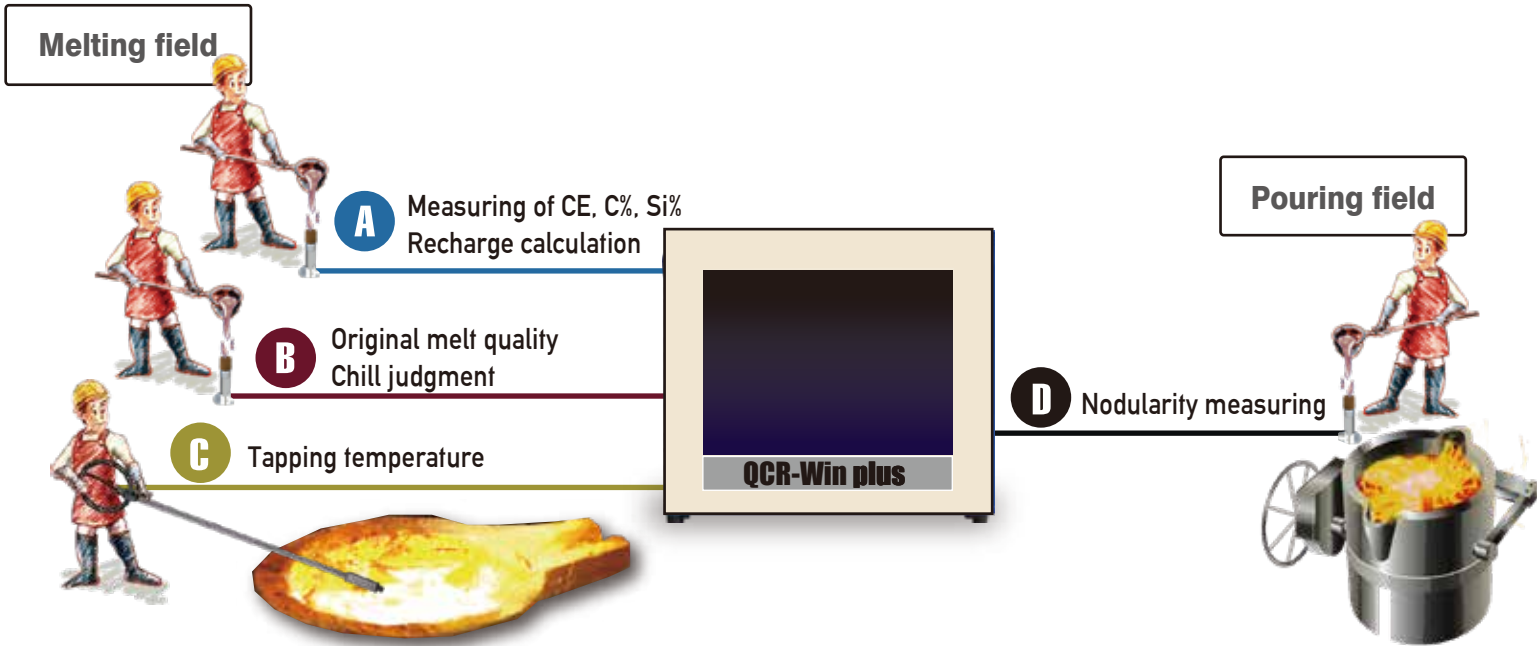 Melting field
A
Measuring of CE, C%, Si%
Recharge calculation
B
Original melt quality
Chill judgment
C
Tapping temperature
QCR-Win plus
Pouring field
D
Nodularity measuring